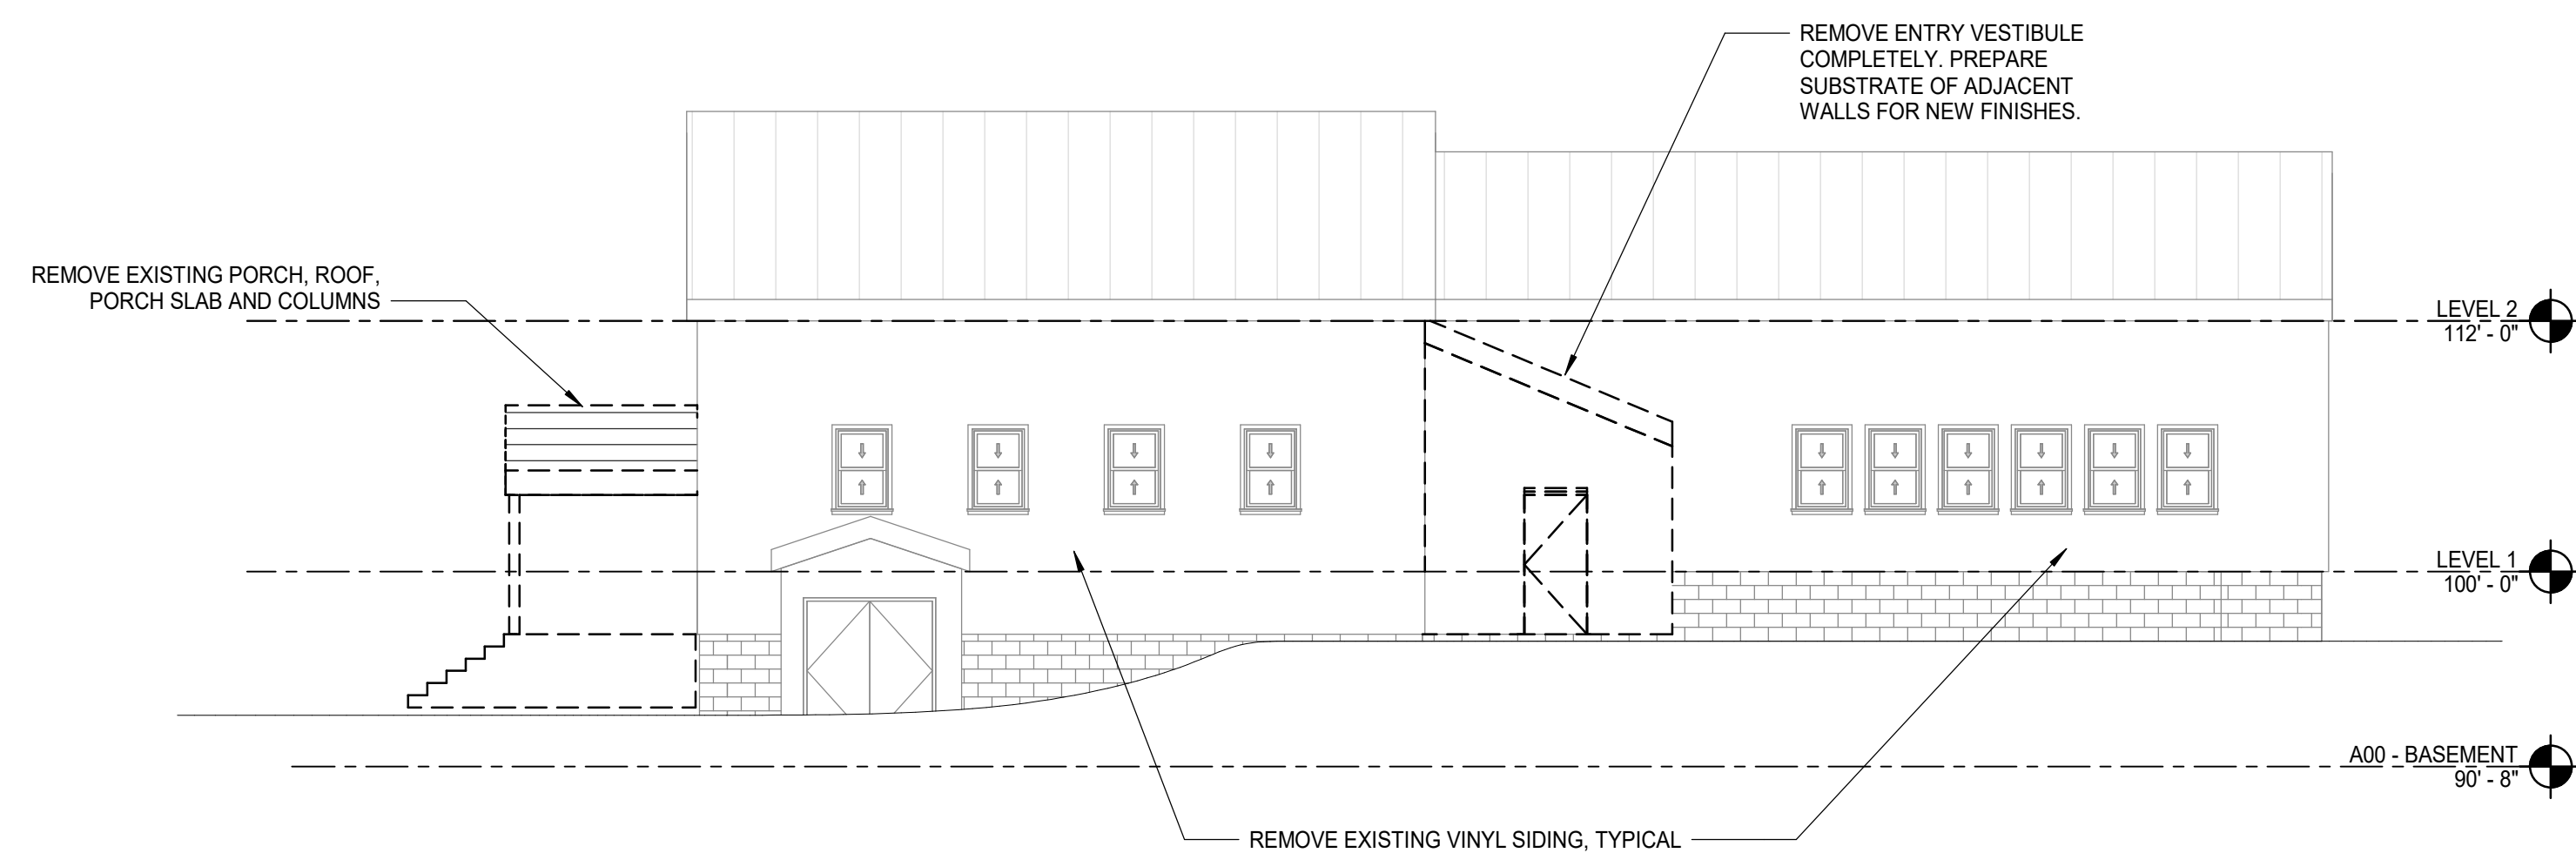 REMOVE ENTRY VESTIBULE
COMPLETELY. PREPARE
SUBSTRATE OF ADJACENT
WALLS FOR NEW FINISHES.
REMOVE EXISTING PORCH, ROOF,
PORCH SLAB AND COLUMNS
LEVEL 2
112' - 0"
LEVEL 1
100' - 0"
A00 - BASEMENT
90' - 8"
REMOVE EXISTING VINYL SIDING, TYPICAL